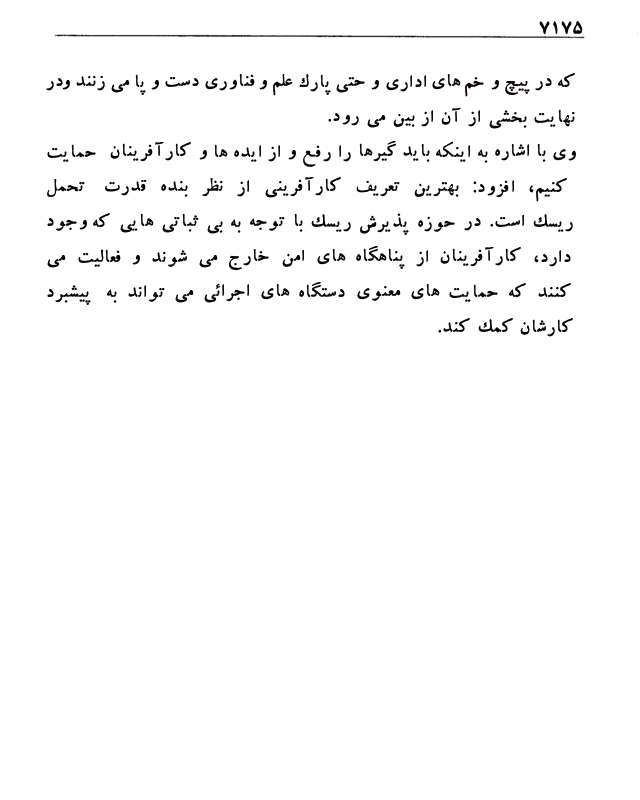 ۷۱۷۵
که در پیچ و خم های اداری و حتی پارك علم و فناوری دست و پا می زنند ودر
نهایت بخشی از آن از بین می رود.
وی با اشاره به اینکه باید گیرها را رفع و از ایده ها و کارآفرینان حمایت
کنیم، افزود: بهترین تعریف کارآفرینی از نظر بنده قدرت تحمل
ریسك است. در حوزه پذیرش ریسك با توجه به بی ثباتی هایی که وجود
دارد، کارآفرینان از پناهگاه های امن خارج می شوند و فعالیت می
کنند که حمایت های معنوی دستگاه های اجرائی می تواند به پیشبرد
کارشان کمك کند.